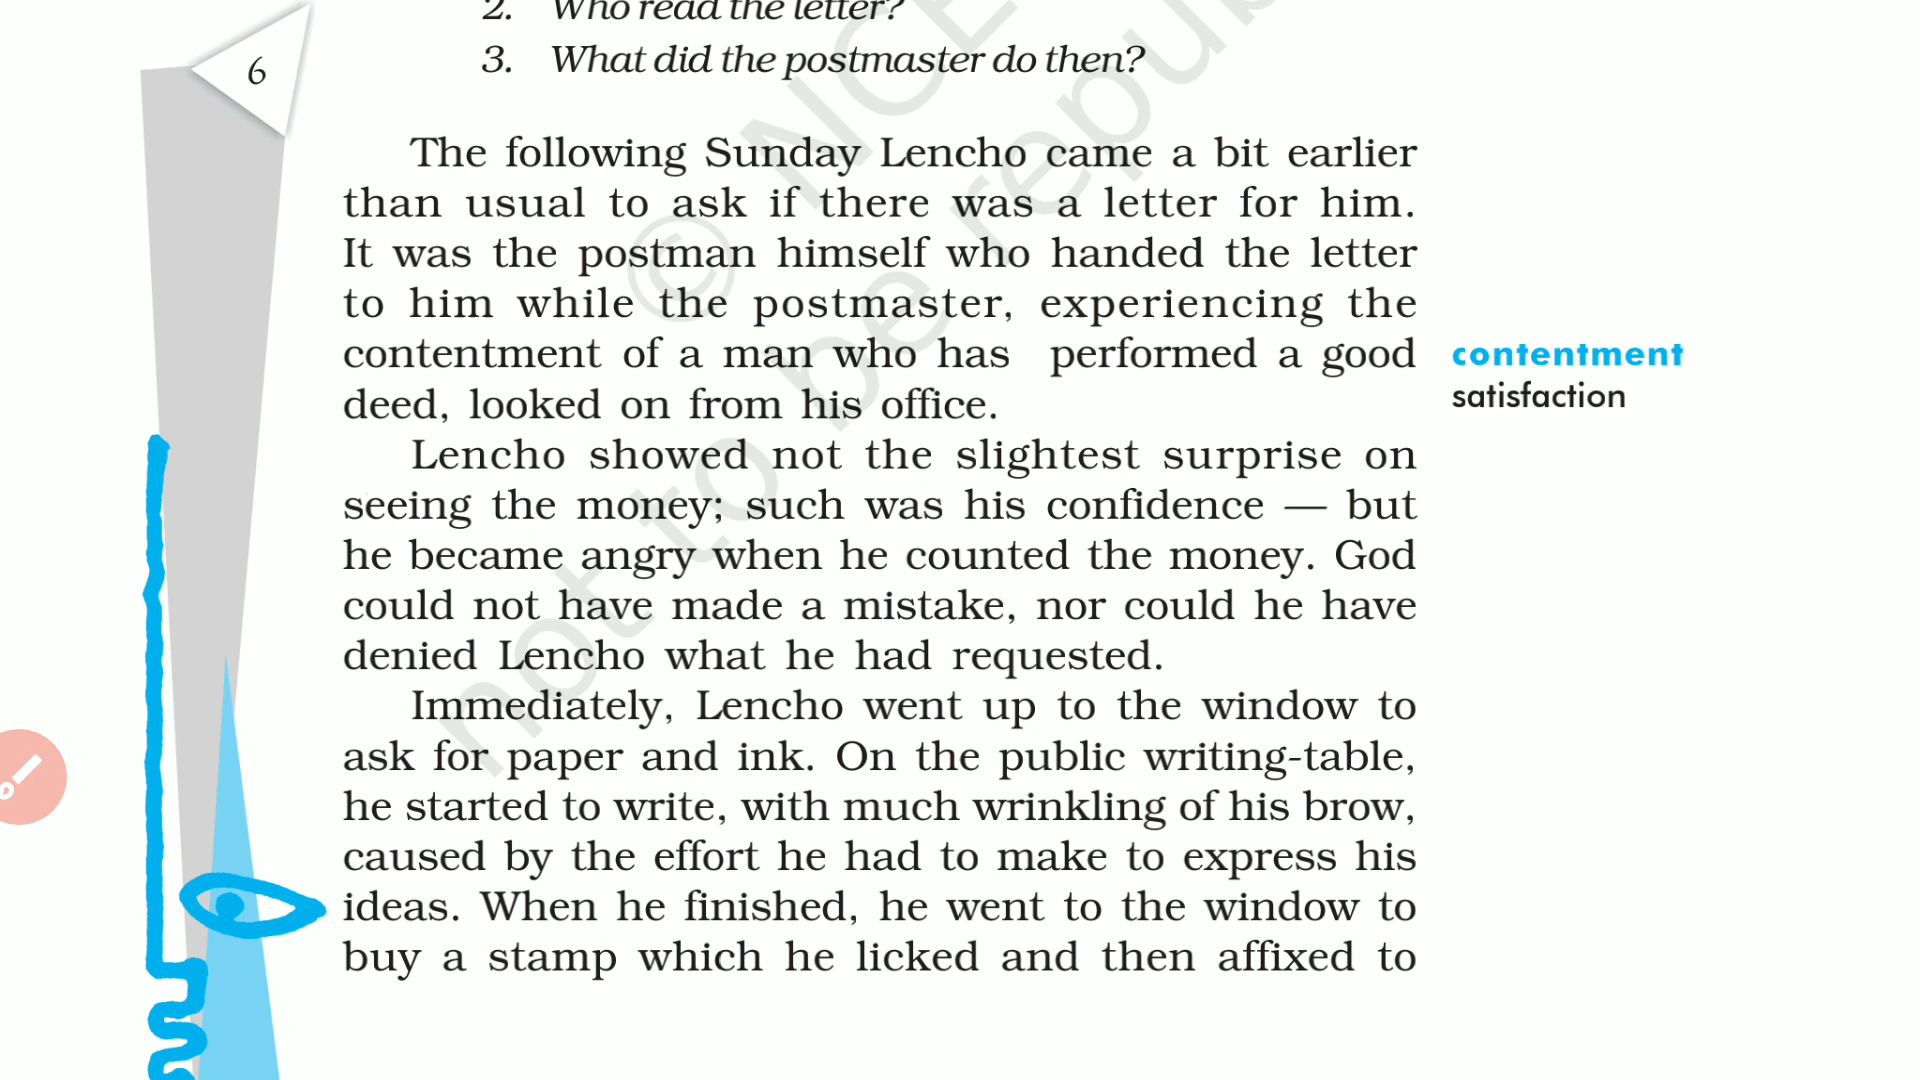 2. Who read the letter?
6
3. What did the postmaster do then?
The following Sunday Lencho came a bit earlier
than usual to ask if there was a letter for him.
It was the postman himself who handed the letter
to him while the postmaster, experiencing the
contentment of a man who has performed a good
deed, looked on from his office.
contentment
satisfaction
Lencho showed not the slightest surprise on
seeing the money; such was his confidence — but
he became angry when he counted the money. God
could not have made a mistake, nor could he have
denied Lencho what he had requested.
Immediately, Lencho went up to the window to
ask for paper and ink. On the public writing-table,
he started to write, with much wrinkling of his brow,
caused by the effort he had to make to express his
ideas. When he finished, he went to the window to
buy a stamp which he licked and then affixed to
© NCE
not to be repub